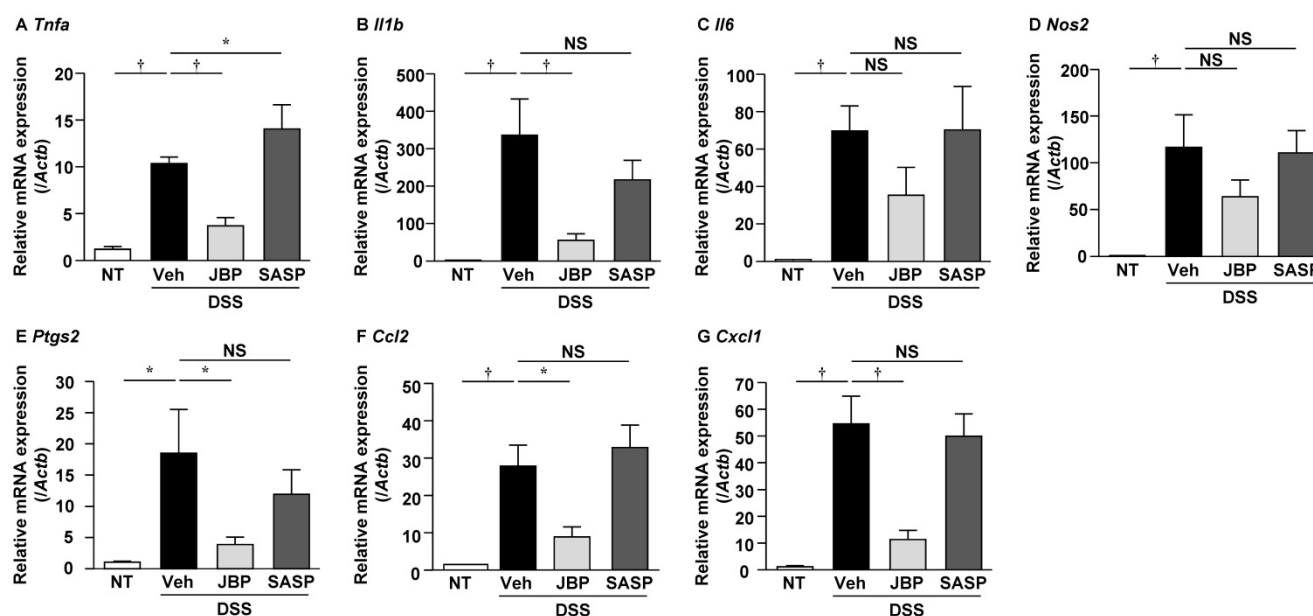 A Tnfa
*
† †
Relative mRNA expression
(/Actb)
20
15
10
5
0
NT Veh JBP SASP
DSS
B Il1b
NS
† †
Relative mRNA expression
(/Actb)
500
400
300
200
100
0
NT Veh JBP SASP
DSS
C Il6
NS
† NS
Relative mRNA expression
(/Actb)
100
80
60
40
20
0
NT Veh JBP SASP
DSS
D Nos2
NS
† NS
Relative mRNA expression
(/Actb)
200
150
100
50
0
NT Veh JBP SASP
DSS
E Ptgs2
NS
* *
Relative mRNA expression
(/Actb)
30
25
20
15
10
5
0
NT Veh JBP SASP
DSS
F Ccl2
NS
† *
Relative mRNA expression
(/Actb)
50
40
30
20
10
0
NT Veh JBP SASP
DSS
G Cxcl1
NS
† †
Relative mRNA expression
(/Actb)
70
60
50
40
30
20
10
0
NT Veh JBP SASP
DSS